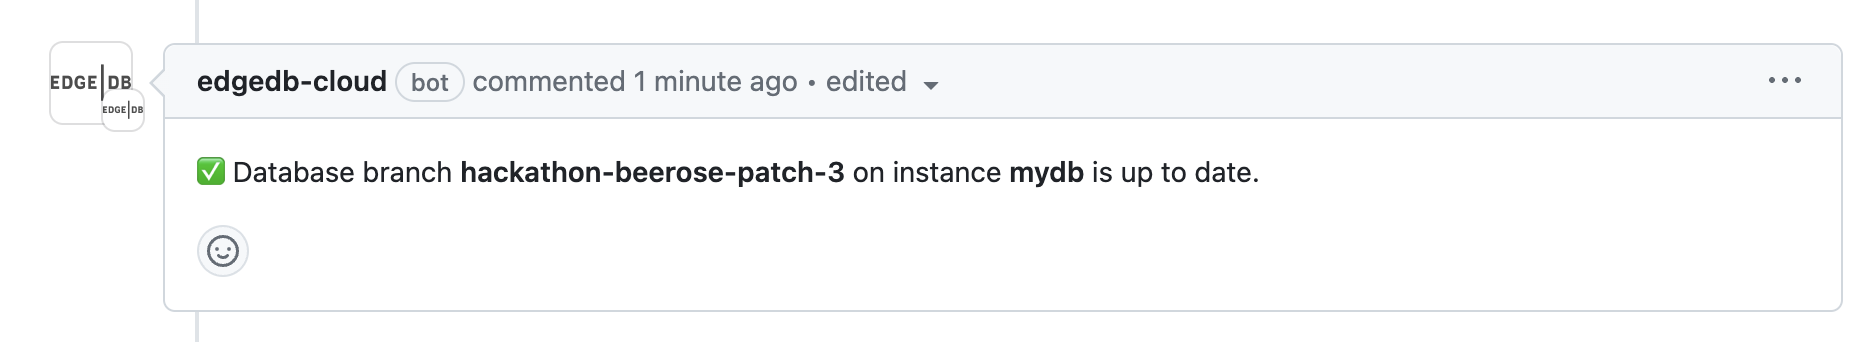 EDGE|DB
EDGE|DB
edgedb-cloud bot commented 1 minute ago • edited
✅ Database branch hackathon-beerose-patch-3 on instance mydb is up to date.